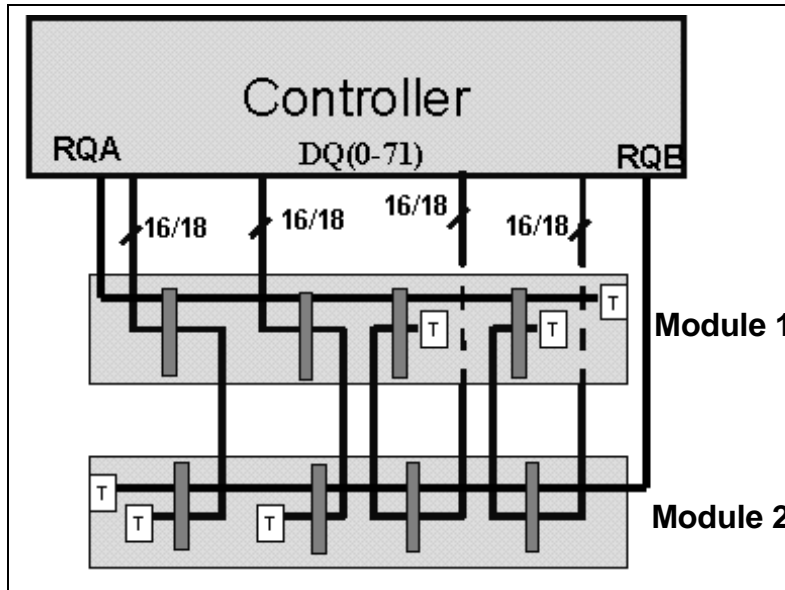 Controller
RQA
DQ(0-71)
RQB
16/18
16/18
16/18
16/18
T
Module 1
T
T
T
T
T
Module 2